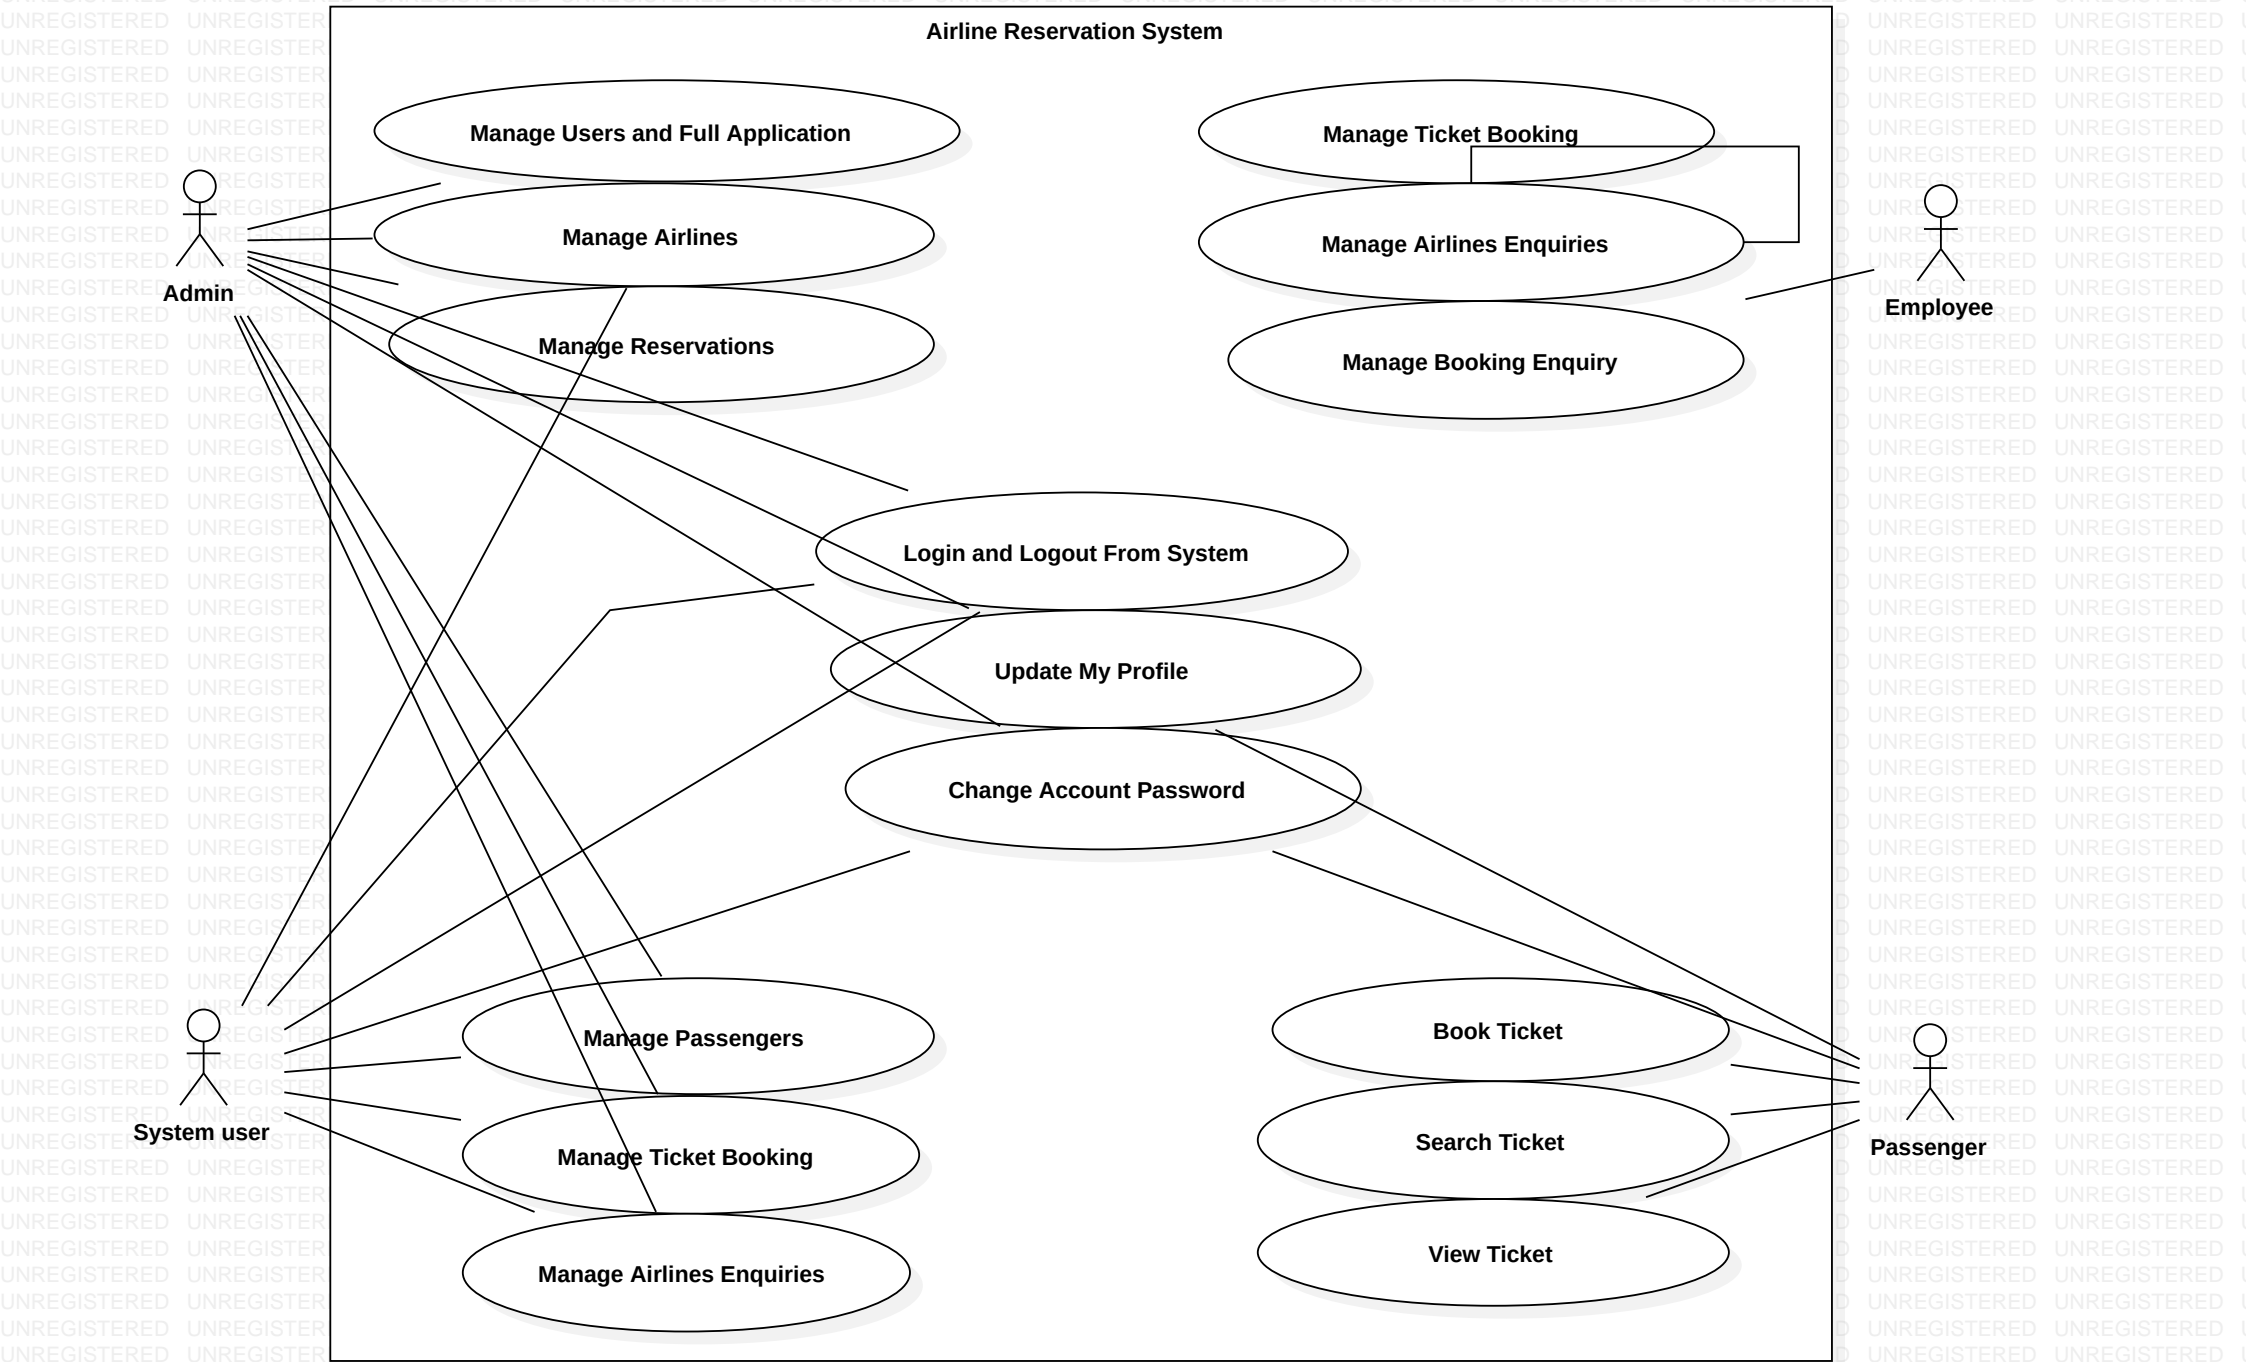 Airline Reservation System
Manage Users and Full Application
Manage Ticket Booking
Manage Airlines
Manage Airlines Enquiries
Admin
Employee
Manage Reservations
Manage Booking Enquiry
Login and Logout From System
Update My Profile
Change Account Password
Manage Passengers
Book Ticket
System user
Search Ticket
Passenger
Manage Ticket Booking
View Ticket
Manage Airlines Enquiries
UNREGISTERED